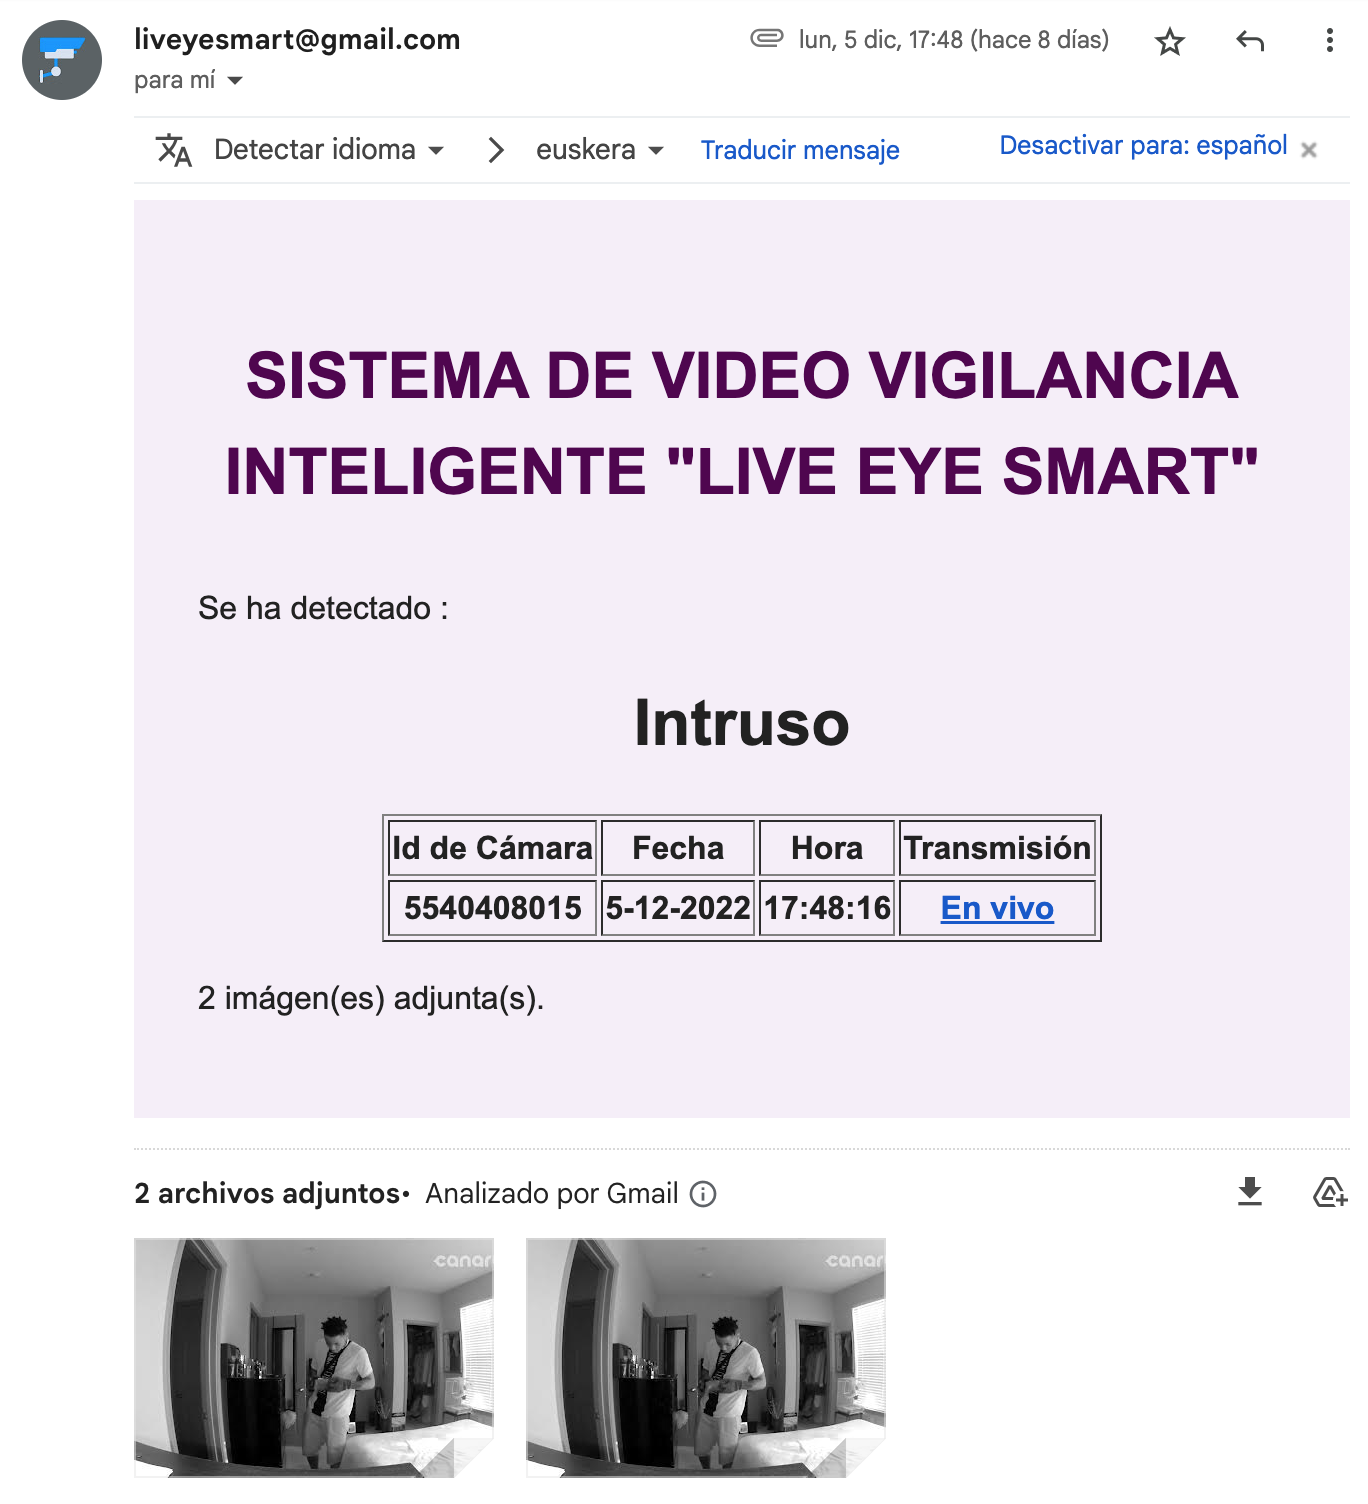 liveyesmart@gmail.com
lun, 5 dic, 17:48 (hace 8 días)
para mí
Detectar idioma
euskera
Traducir mensaje
Desactivar para: español
SISTEMA DE VIDEO VIGILANCIA
INTELIGENTE "LIVE EYE SMART"
Se ha detectado :
Intruso
Id de Cámara Fecha Hora Transmisión
5540408015 5-12-2022 17:48:16 En vivo
2 imágen(es) adjunta(s).
2 archivos adjuntos• Analizado por Gmail
canar
canar